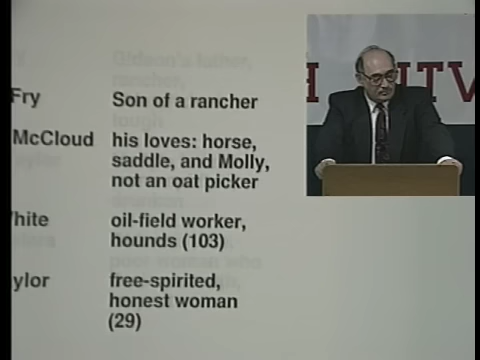 Fry Son of a rancher
McCloud his loves: horse,
saddle, and Molly,
not an oat picker
hite oil-field worker,
hounds (103)
ylor free-spirited,
honest woman
(29)
H ITV